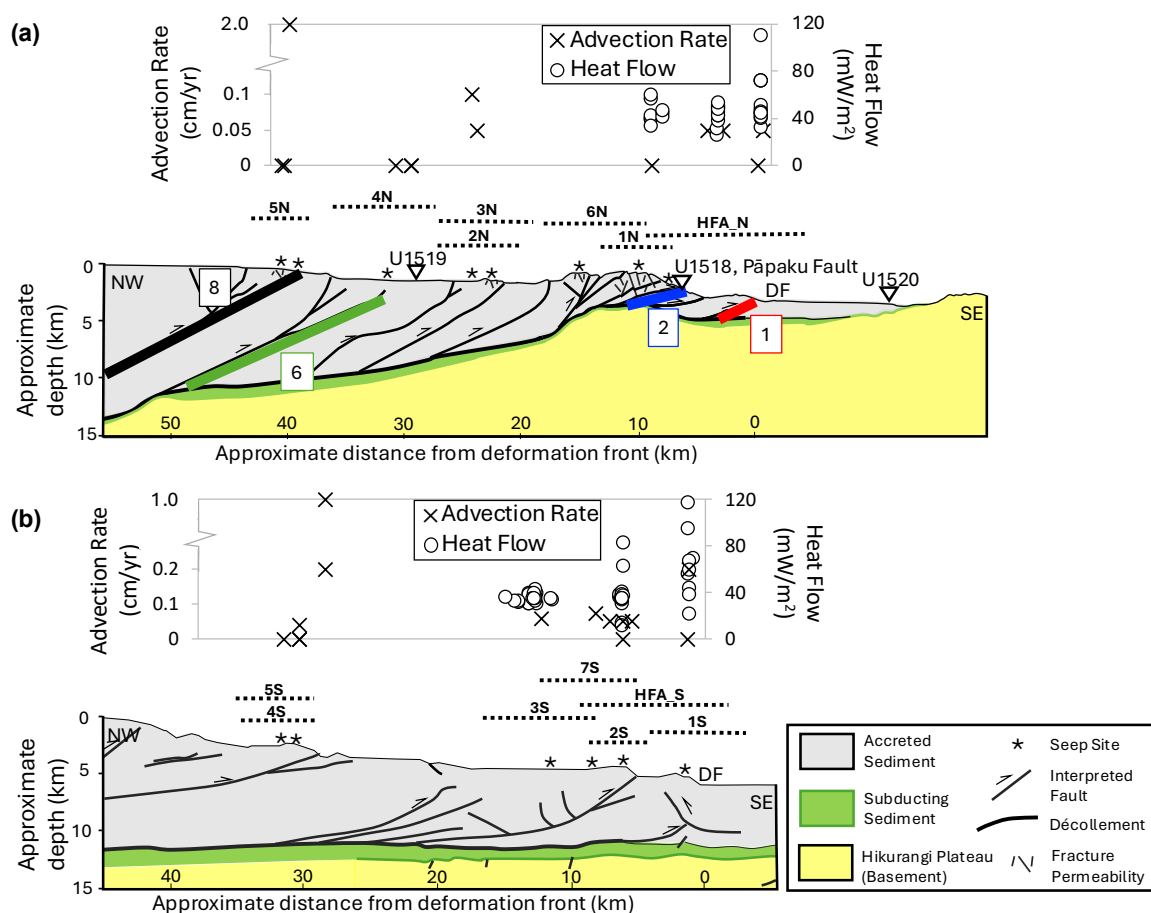 (a)
Advection Rate
(cm/yr)
2.0
0.1
0.05
0
Advection Rate
Heat Flow
120
80
40
0
Heat Flow
(mW/m²)
5N
4N
3N
2N
6N
1N
HFA_N
U1519
U1518, Pāpaku Fault
DF
U1520
NW
SE
8
6
2
1
Approximate
depth (km)
0
5
10
15
50
40
30
20
10
0
Approximate distance from deformation front (km)
(b)
Advection Rate
(cm/yr)
1.0
0.2
0.1
0
Advection Rate
Heat Flow
120
80
40
0
Heat Flow
(mW/m²)
5S
4S
7S
3S
HFA_S
2S
1S
NW
DF
SE
Approximate
depth (km)
0
5
10
15
40
30
20
10
0
Approximate distance from deformation front (km)
Accreted
Sediment
Subducting
Sediment
Hikurangi Plateau
(Basement)
* Seep Site
Interpreted
Fault
Décollement
Fracture
Permeability